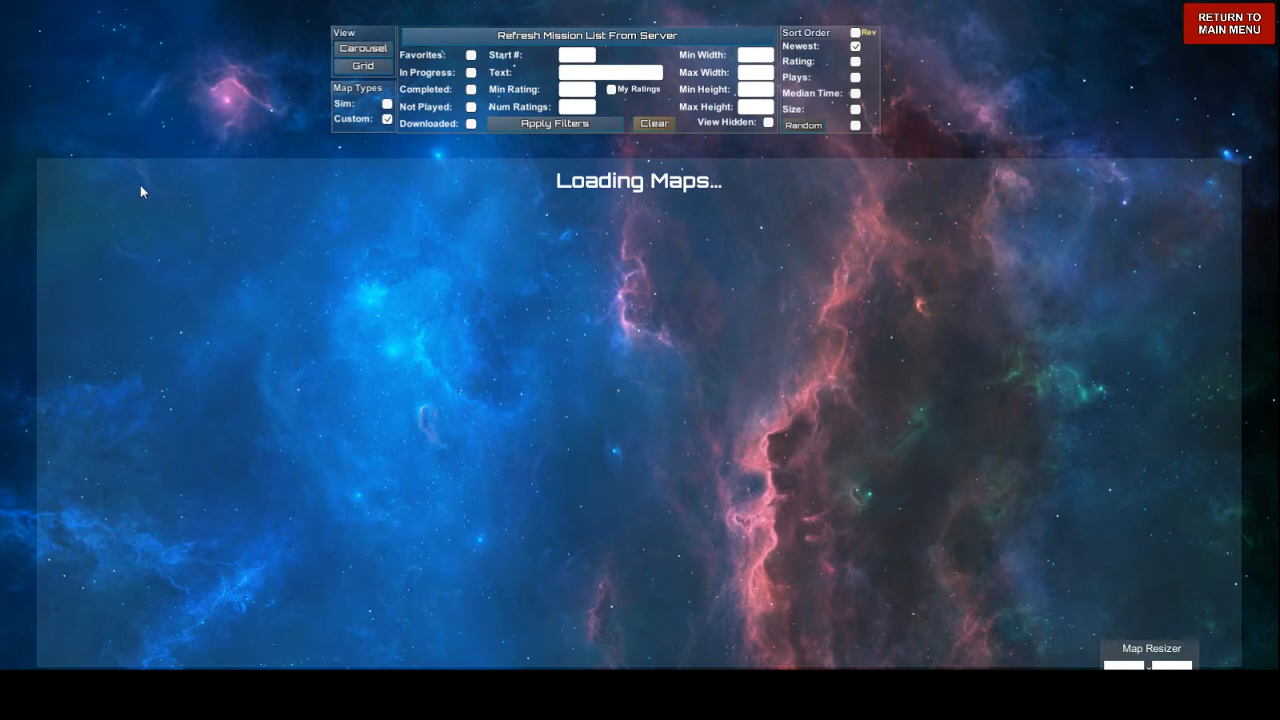 RETURN TO
MAIN MENU
View
Carousel
Grid
Map Types
Sim:
Custom:
Refresh Mission List From Server
Favorites:
In Progress:
Completed:
Not Played:
Downloaded:
Start #:
Text:
Min Rating:
My Ratings
Num Ratings:
Apply Filters
Clear
Min Width:
Max Width:
Min Height:
Max Height:
View Hidden:
Sort Order
Rev
Newest:
Rating:
Plays:
Median Time:
Size:
Random
Loading Maps...
Map Resizer